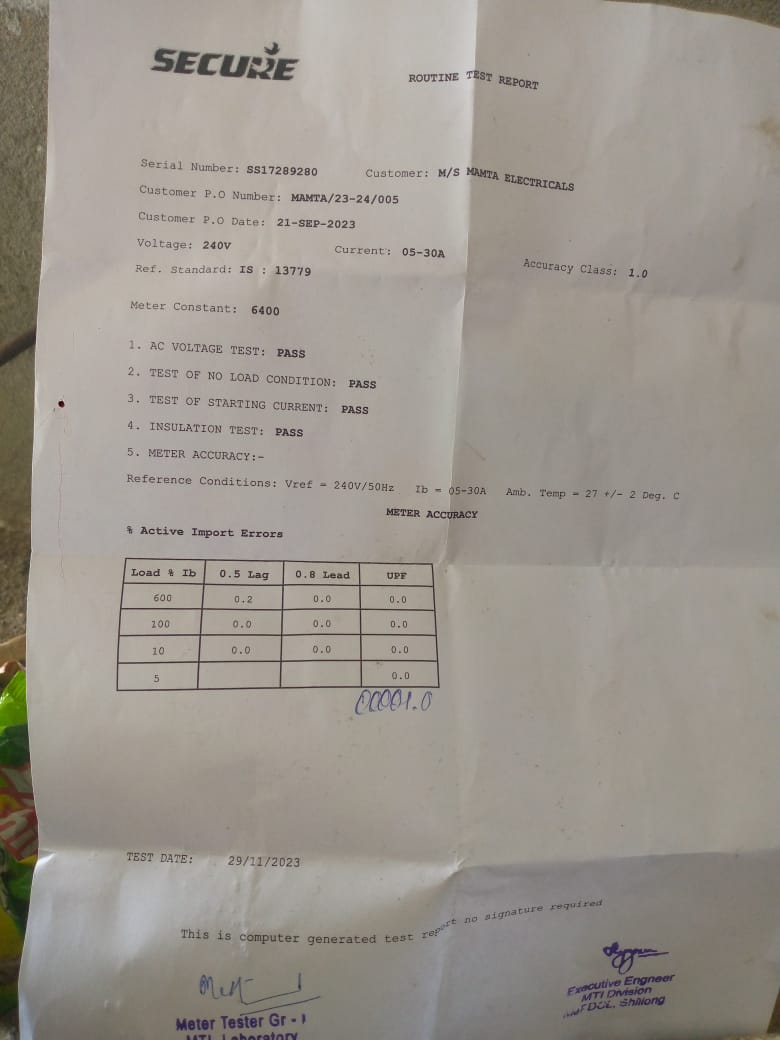 SECURE
ROUTINE TEST REPORT
Serial Number: SS17289280 Customer: M/S MAMTA ELECTRICALS
Customer P.O Number: MAMTA/23-24/005
Customer P.O Date: 21-SEP-2023
Voltage: 240V Current: 05-30A Accuracy Class: 1.0
Ref. Standard: IS : 13779
Meter Constant: 6400
1. AC VOLTAGE TEST: PASS
2. TEST OF NO LOAD CONDITION: PASS
3. TEST OF STARTING CURRENT: PASS
4. INSULATION TEST: PASS
5. METER ACCURACY:-
Reference Conditions: Vref = 240V/50Hz Ib = 05-30A Amb. Temp = 27 +/- 2 Deg. C
METER ACCURACY
% Active Import Errors
Load % Ib 0.5 Lag 0.8 Lead UPF
600 0.2 0.0 0.0
100 0.0 0.0 0.0
10 0.0 0.0 0.0
5 0.0
00001.0
TEST DATE: 29/11/2023
This is computer generated test report no signature required
Meter Tester Gr - I
MTL Laboratory
Executive Engneer
MTI Division
Shillong